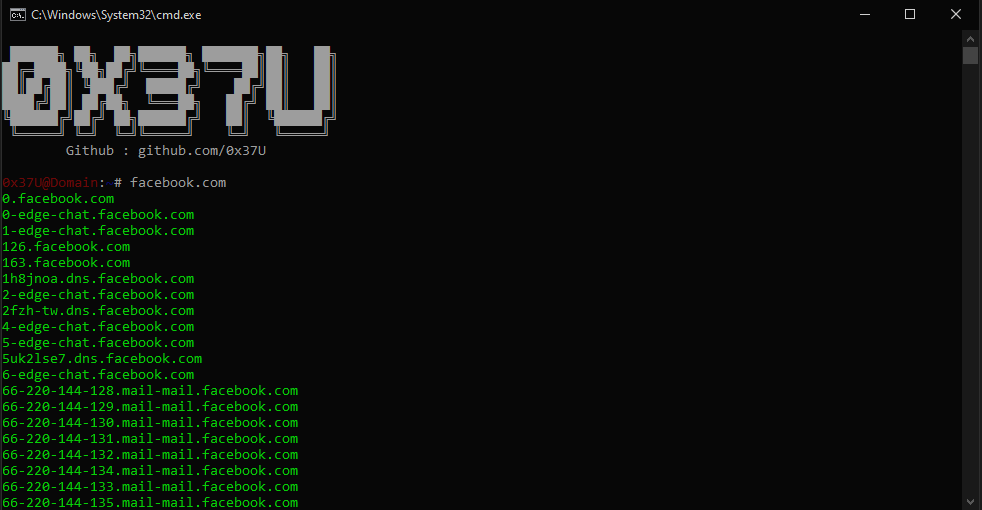 C:\Windows\System32\cmd.exe
0X37U
Github : github.com/0x37U
0x37U@Domain:~# facebook.com
0.facebook.com
0-edge-chat.facebook.com
1-edge-chat.facebook.com
126.facebook.com
163.facebook.com
1h8jnoa.dns.facebook.com
2-edge-chat.facebook.com
2fzh-tw.dns.facebook.com
4-edge-chat.facebook.com
5-edge-chat.facebook.com
5uk2lse7.dns.facebook.com
6-edge-chat.facebook.com
66-220-144-128.mail-mail.facebook.com
66-220-144-129.mail-mail.facebook.com
66-220-144-130.mail-mail.facebook.com
66-220-144-131.mail-mail.facebook.com
66-220-144-132.mail-mail.facebook.com
66-220-144-134.mail-mail.facebook.com
66-220-144-133.mail-mail.facebook.com
66-220-144-135.mail-mail.facebook.com